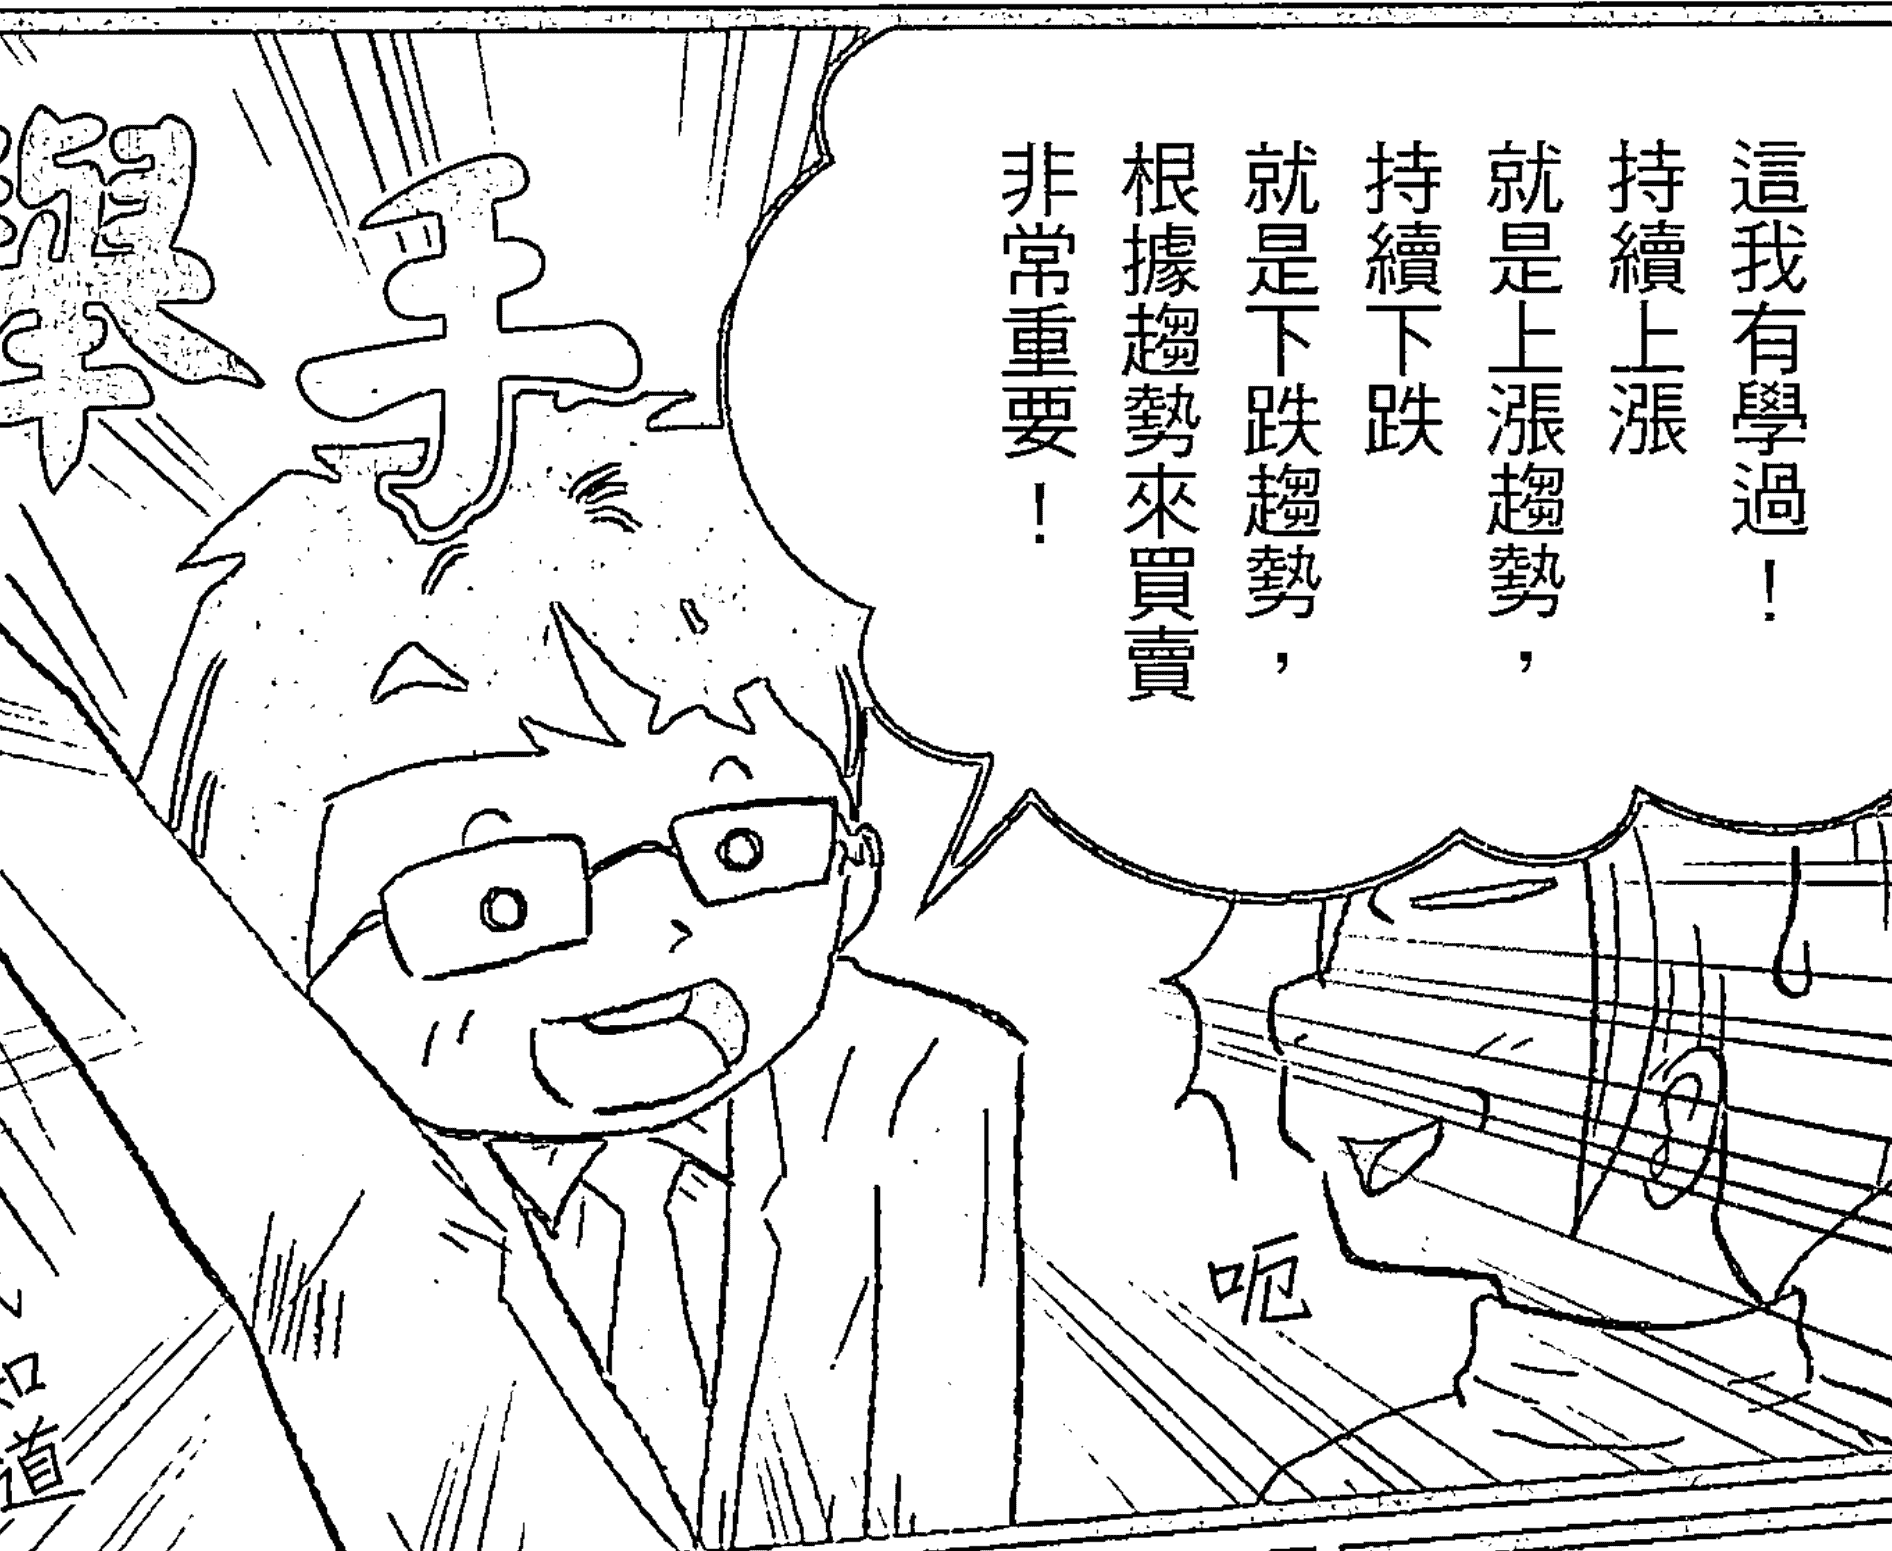 這我有學過！
持續上漲
就是上漲趨勢，
持續下跌
就是下跌趨勢，
根據趨勢來買賣
非常重要！
呃
手
舉
知道